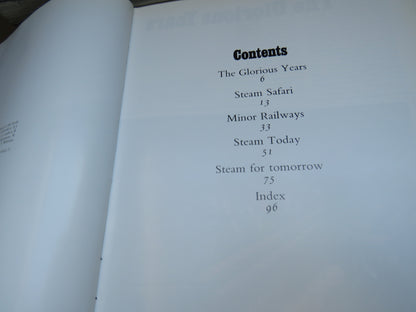 Contents
The Glorious Years
6
Steam Safari
13
Minor Railways
33
Steam Today
51
Steam for tomorrow
75
Index
96